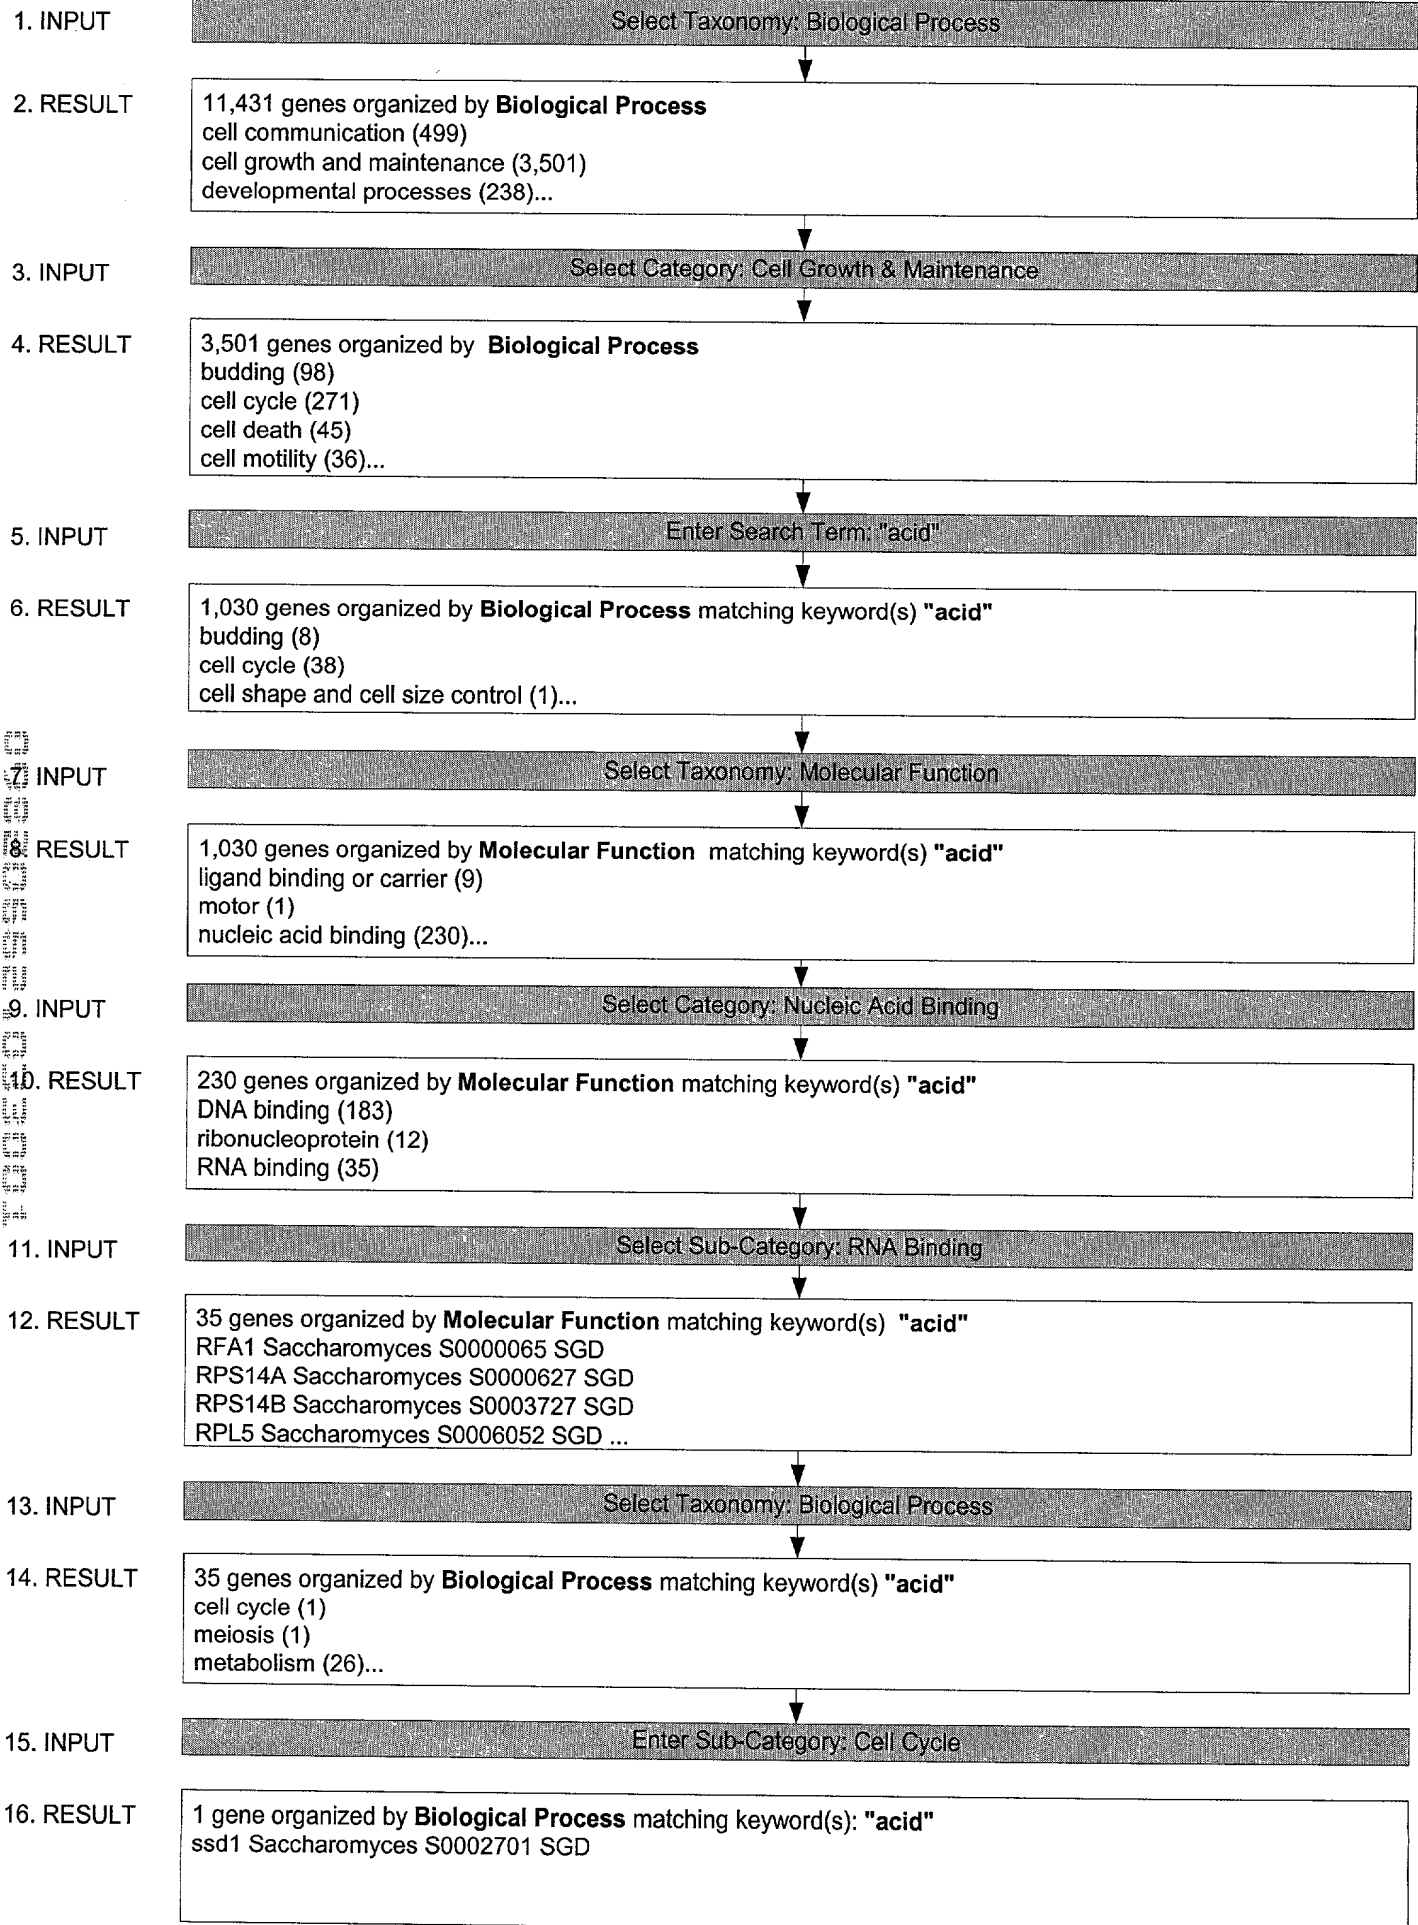 1. INPUT Select Taxonomy: Biological Process
2. RESULT 11,431 genes organized by Biological Process
cell communication (499)
cell growth and maintenance (3,501)
developmental processes (238)...
3. INPUT Select Category: Cell Growth & Maintenance
4. RESULT 3,501 genes organized by Biological Process
budding (98)
cell cycle (271)
cell death (45)
cell motility (36)...
5. INPUT Enter Search Term: "acid"
6. RESULT 1,030 genes organized by Biological Process matching keyword(s) "acid"
budding (8)
cell cycle (38)
cell shape and cell size control (1)...
7. INPUT Select Taxonomy: Molecular Function
8. RESULT 1,030 genes organized by Molecular Function matching keyword(s) "acid"
ligand binding or carrier (9)
motor (1)
nucleic acid binding (230)...
9. INPUT Select Category: Nucleic Acid Binding
10. RESULT 230 genes organized by Molecular Function matching keyword(s) "acid"
DNA binding (183)
ribonucleoprotein (12)
RNA binding (35)
11. INPUT Select Sub-Category: RNA Binding
12. RESULT 35 genes organized by Molecular Function matching keyword(s) "acid"
RFA1 Saccharomyces S0000065 SGD
RPS14A Saccharomyces S0000627 SGD
RPS14B Saccharomyces S0003727 SGD
RPL5 Saccharomyces S0006052 SGD ...
13. INPUT Select Taxonomy: Biological Process
14. RESULT 35 genes organized by Biological Process matching keyword(s) "acid"
cell cycle (1)
meiosis (1)
metabolism (26)...
15. INPUT Enter Sub-Category: Cell Cycle
16. RESULT 1 gene organized by Biological Process matching keyword(s): "acid"
ssd1 Saccharomyces S0002701 SGD